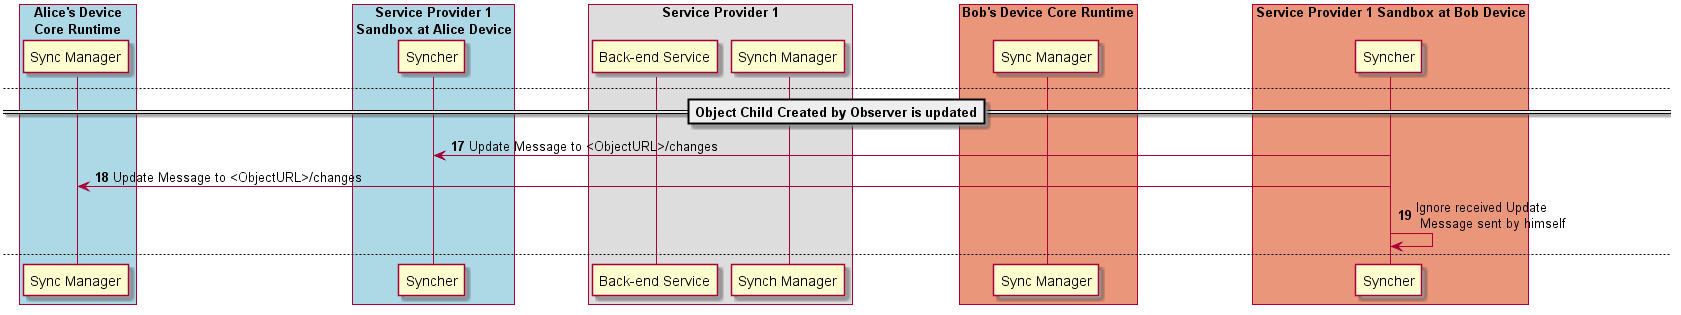 Alice's Device
Core Runtime
Service Provider 1
Sandbox at Alice Device
Service Provider 1
Bob's Device Core Runtime
Service Provider 1 Sandbox at Bob Device
Sync Manager
Syncher
Back-end Service
Synch Manager
Sync Manager
Syncher
Object Child Created by Observer is updated
17 Update Message to <ObjectURL>/changes
18 Update Message to <ObjectURL>/changes
19 Ignore received Update
Message sent by himself
Sync Manager
Syncher
Back-end Service
Synch Manager
Sync Manager
Syncher